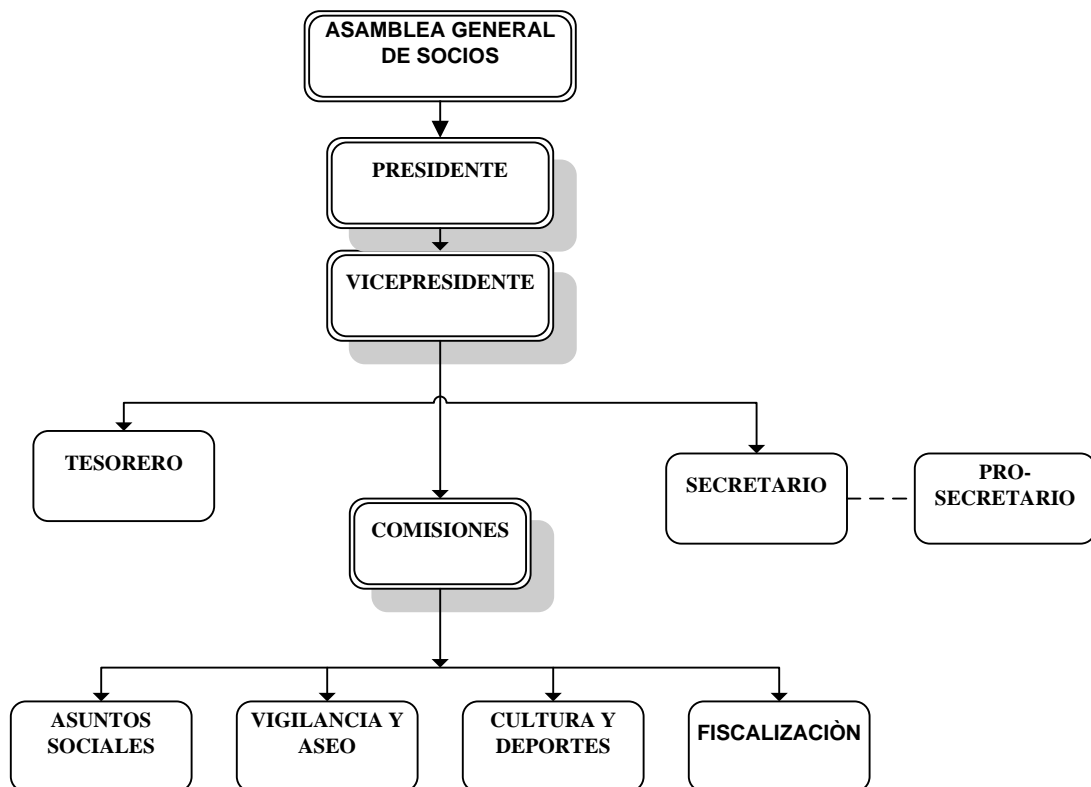 ASAMBLEA GENERAL
DE SOCIOS
PRESIDENTE
VICEPRESIDENTE
TESORERO
SECRETARIO
PRO-
SECRETARIO
COMISIONES
ASUNTOS
SOCIALES
VIGILANCIA Y
ASEO
CULTURA Y
DEPORTES
FISCALIZACIÒN